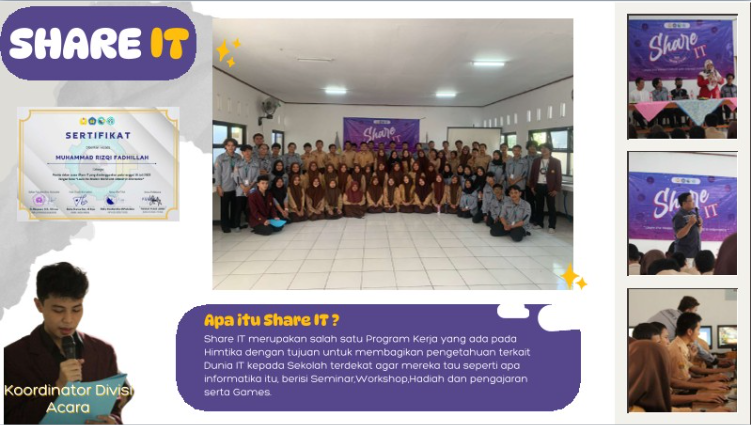 SHARE IT
SERTIFIKAT
MUHAMMAD RIZQI FADHILLAH
Share
IT
Share
IT
Share
IT
Koordinator Divisi
Acara
Apa itu Share IT ?
Share IT merupakan salah satu Program Kerja yang ada pada
Himtika dengan tujuan untuk membagikan pengetahuan terkait
Dunia IT kepada Sekolah terdekat agar mereka tau seperti apa
informatika itu, berisi Seminar,Workshop,Hadiah dan pengajaran
serta Games.